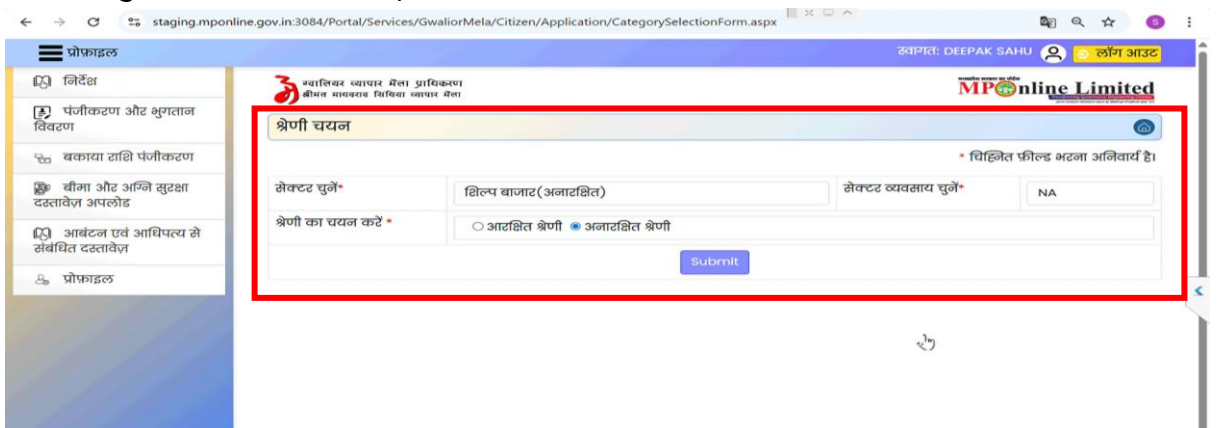 staging.mponline.gov.in:3084/Portal/Services/GwaliorMela/Citizen/Application/CategorySelectionForm.aspx
S
प्रोफ़ाइल
स्वागत: DEEPAK SAHU
लॉग आउट
निर्देश
पंजीकरण और भुगतान
विवरण
बकाया राशि पंजीकरण
बीमा और अग्नि सुरक्षा
दस्तावेज़ अपलोड
आबंटन एवं आधिपत्य से
संबंधित दस्तावेज़
प्रोफ़ाइल
ग्वालियर व्यापार मेला प्राधिकरण
श्रीमंत माधवराव सिंधिया व्यापार मेला
MPOnline Limited
श्रेणी चयन
* चिह्नित फ़ील्ड भरना अनिवार्य है।
सेक्टर चुनें*
शिल्प बाजार(अनारक्षित)
सेक्टर व्यवसाय चुनें*
NA
श्रेणी का चयन करें *
आरक्षित श्रेणी अनारक्षित श्रेणी
Submit